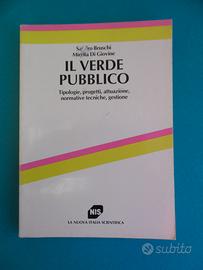 Bruschi
Mirella Di Giovine
IL VERDE
PUBBLICO
Tipologie, progetti, attuazione,
normative tecniche, gestione
NIS
LA NUOVA ITALIA SCIENTIFICA
subito